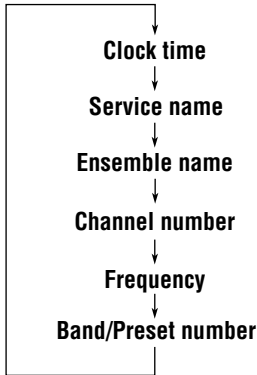 Clock time
Service name
Ensemble name
Channel number
Frequency
Band/Preset number